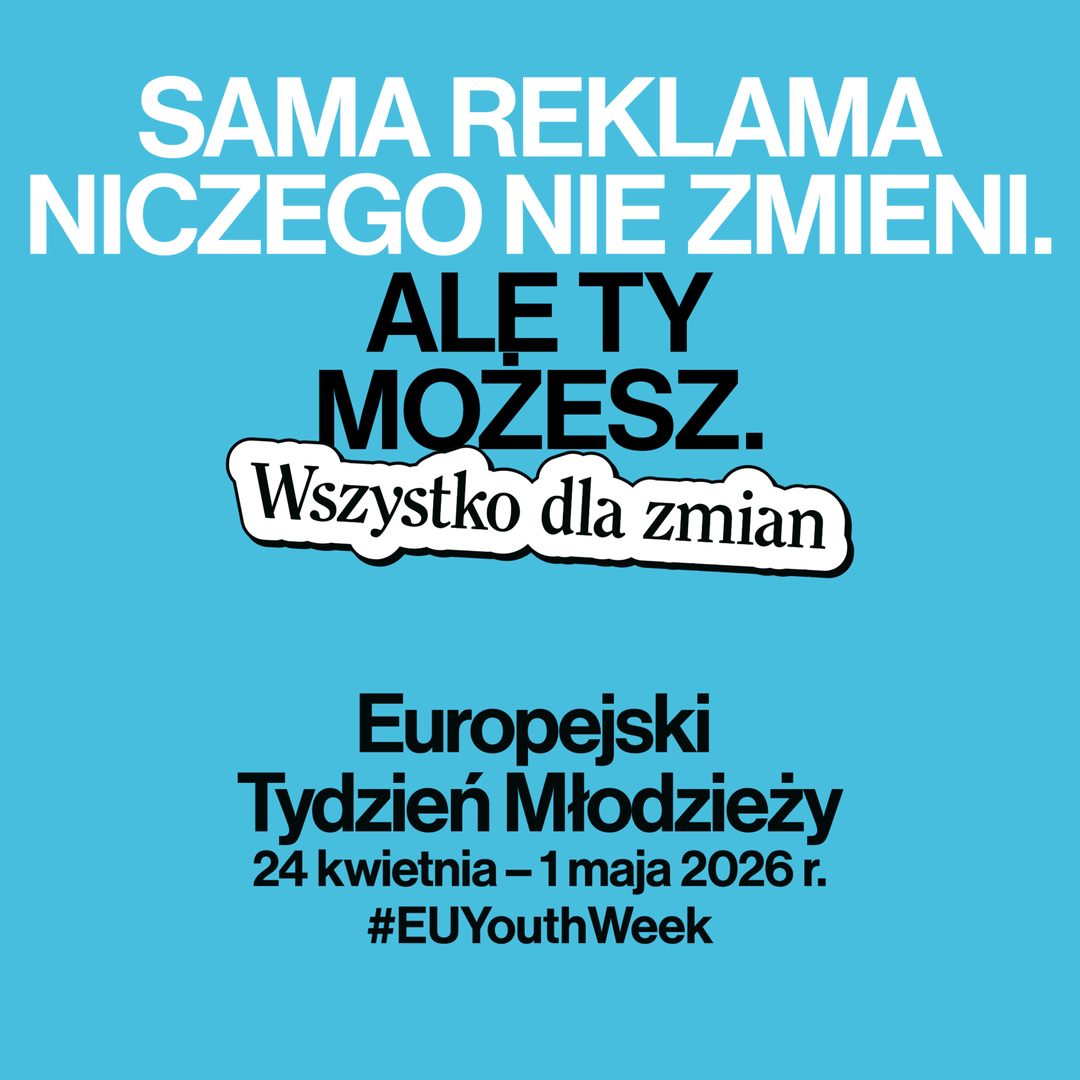 SAMA REKLAMA
NICZEGO NIE ZMIENI.
ALE TY
MOŻESZ.
Wszystko dla zmian
Europejski
Tydzień Młodzieży
24 kwietnia – 1 maja 2026 r.
#EUYouthWeek